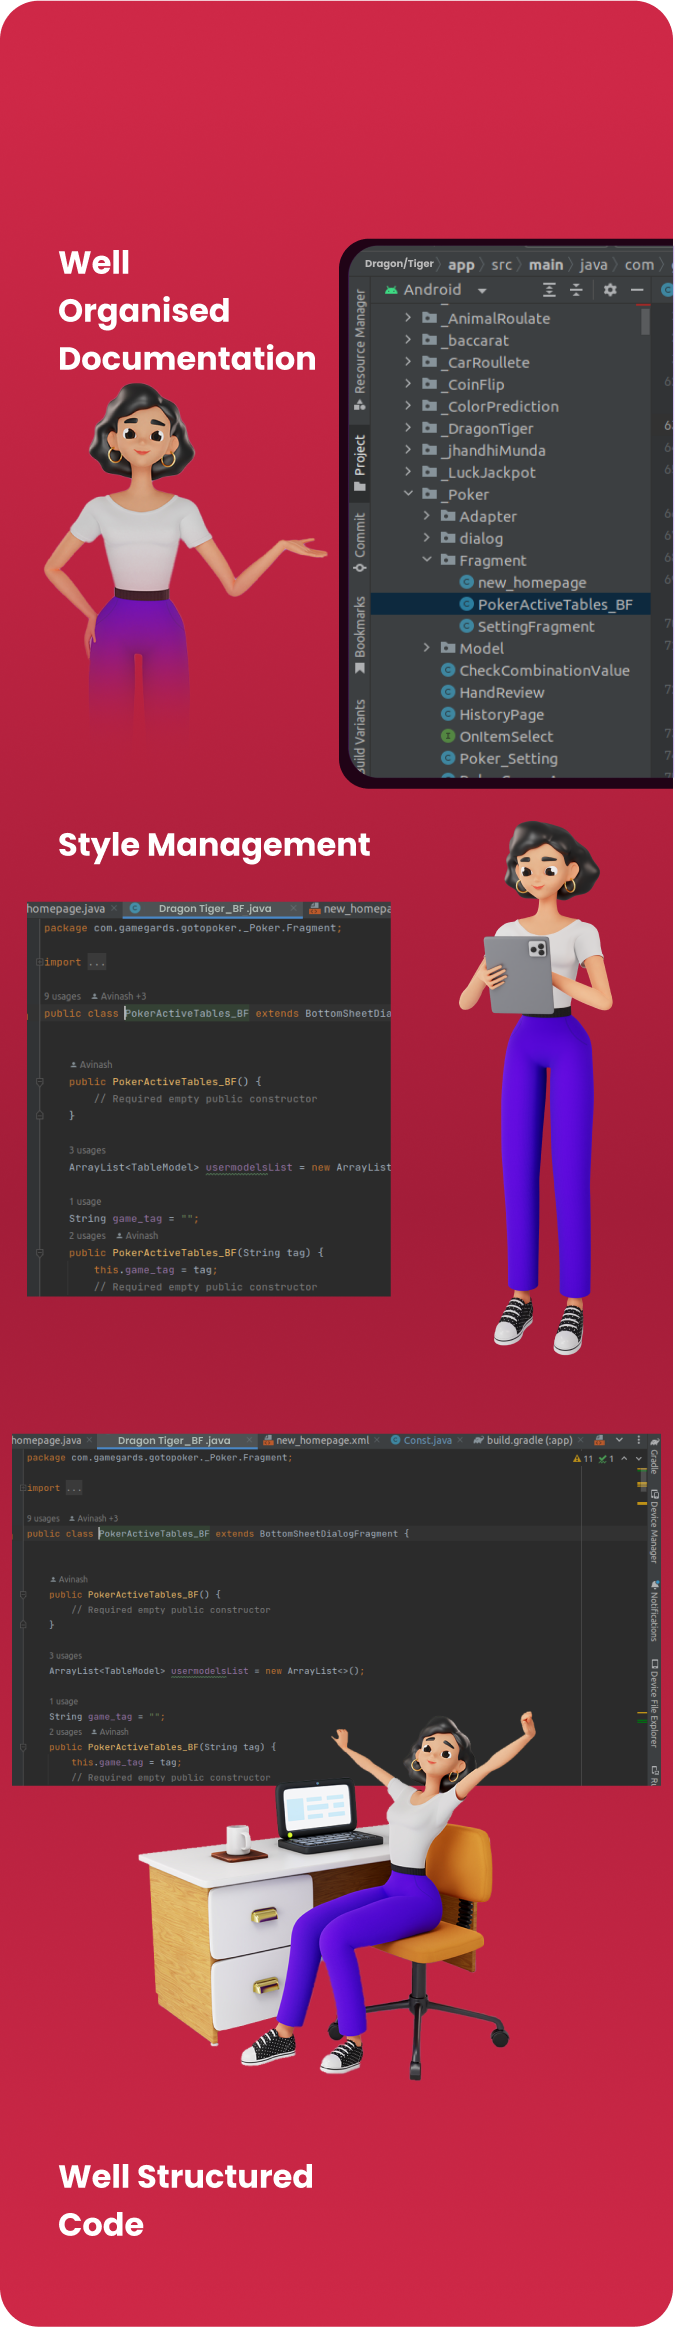 Well
Organised
Documentation
Dragon/Tiger app src main java com
Android
_AnimalRoulate
_baccarat
_CarRoullete
_CoinFlip
_ColorPrediction
_DragonTiger
_jhandhiMunda
_LuckJackpot
_Poker
Adapter
dialog
Fragment
new_homepage
PokerActiveTables_BF
SettingFragment
Model
CheckCombinationValue
HandReview
HistoryPage
OnItemSelect
Poker_Setting
Resource Manager
Project
Commit
Bookmarks
Build Variants
Style Management
homepage.java Dragon Tiger_BF.java new_homepa
package com.gamegards.gotopoker._Poker.Fragment;
import ...
9 usages Avinash +3
public class PokerActiveTables_BF extends BottomSheetDia
Avinash
public PokerActiveTables_BF() {
// Required empty public constructor
}
3 usages
ArrayList<TableModel> usermodelsList = new ArrayList
1 usage
String game_tag = "";
2 usages Avinash
public PokerActiveTables_BF(String tag) {
this.game_tag = tag;
// Required empty public constructor
homepage.java Dragon Tiger_BF.java new_homepage.xml Const.java build.gradle (:app)
package com.gamegards.gotopoker._Poker.Fragment;
11 1
import ...
9 usages Avinash +3
public class PokerActiveTables_BF extends BottomSheetDialogFragment {
Avinash
public PokerActiveTables_BF() {
// Required empty public constructor
}
3 usages
ArrayList<TableModel> usermodelsList = new ArrayList<>();
1 usage
String game_tag = "";
2 usages Avinash
public PokerActiveTables_BF(String tag) {
this.game_tag = tag;
// Required empty public constructor
Gradle
Device Manager
Notifications
Device File Explorer
Well Structured
Code